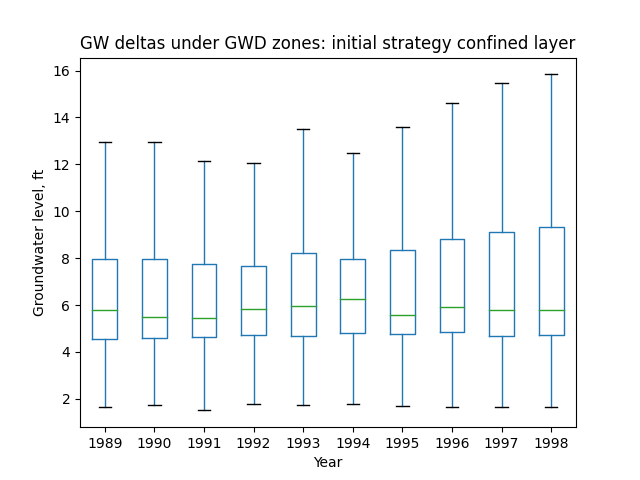 GW deltas under GWD zones: initial strategy confined layer
16
14
12
10
8
6
4
2
Groundwater level, ft
1989 1990 1991 1992 1993 1994 1995 1996 1997 1998
Year